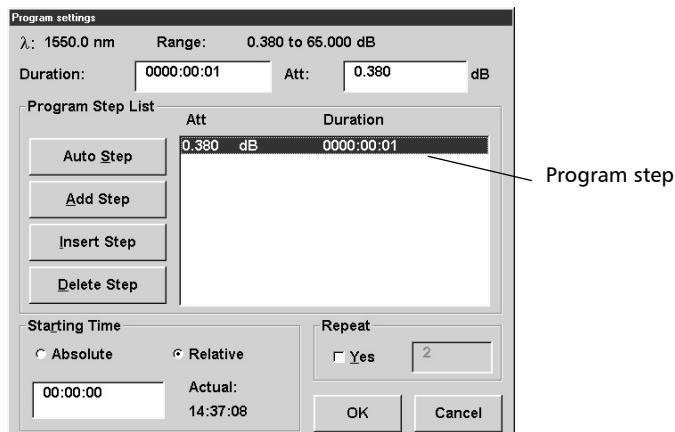 Program settings
λ: 1550.0 nm Range: 0.380 to 65.000 dB
Duration: 0000:00:01 Att: 0.380 dB
Program Step List
Att Duration
0.380 dB 0000:00:01
Auto Step
Program step
Add Step
Insert Step
Delete Step
Starting Time
Absolute Relative
00:00:00
Actual:
14:37:08
Repeat
Yes 2
OK Cancel